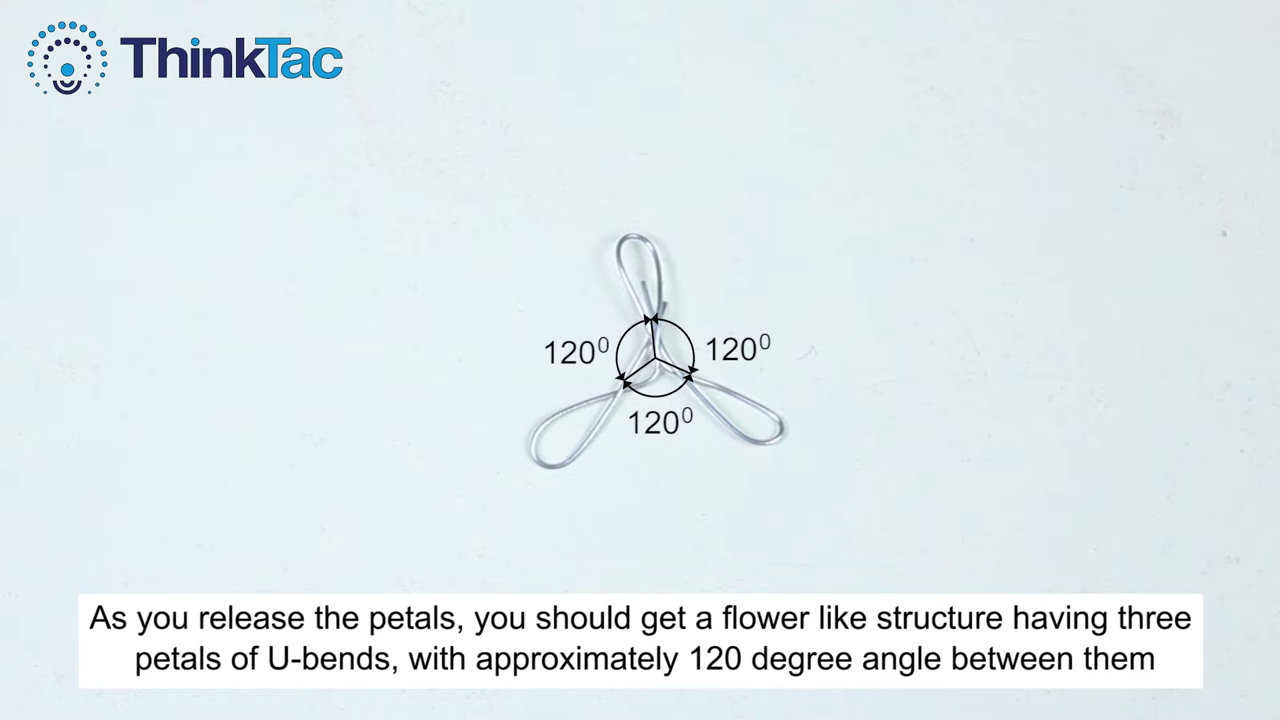 ThinkTac
120⁰
120⁰
120⁰
As you release the petals, you should get a flower like structure having three
petals of U-bends, with approximately 120 degree angle between them